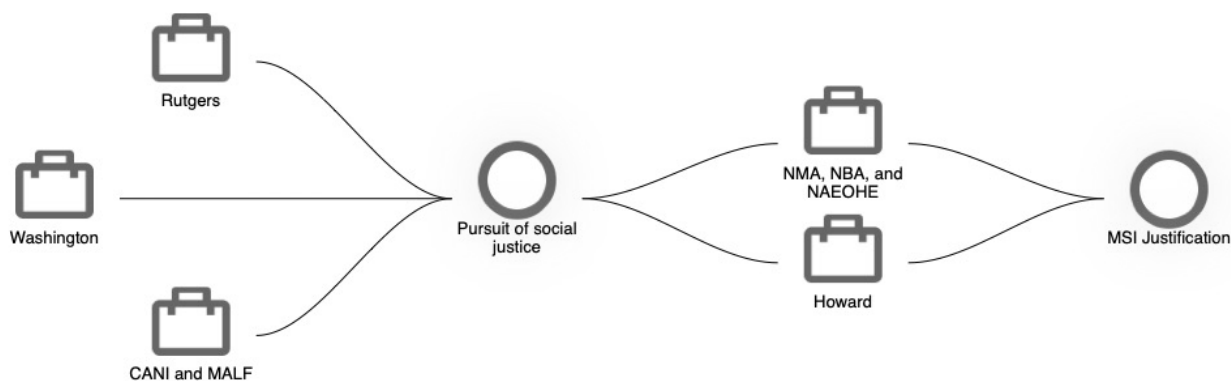 Rutgers
Washington
CANI and MALF
Pursuit of social
justice
NMA, NBA, and
NAEOHE
Howard
MSI Justification